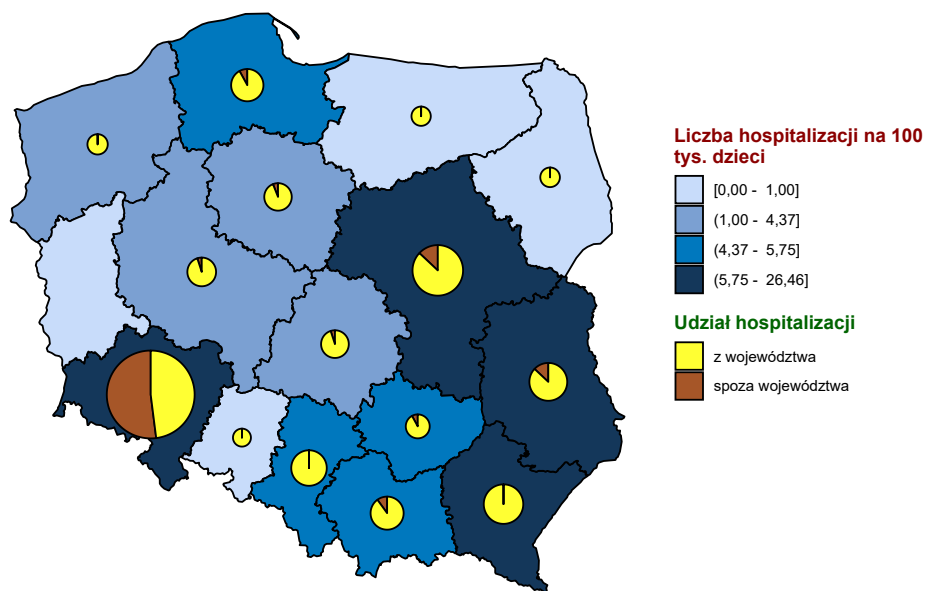 Liczba hospitalizacji na 100
tys. dzieci
[0,00 - 1,00]
(1,00 - 4,37]
(4,37 - 5,75]
(5,75 - 26,46]
Udział hospitalizacji
z województwa
spoza województwa